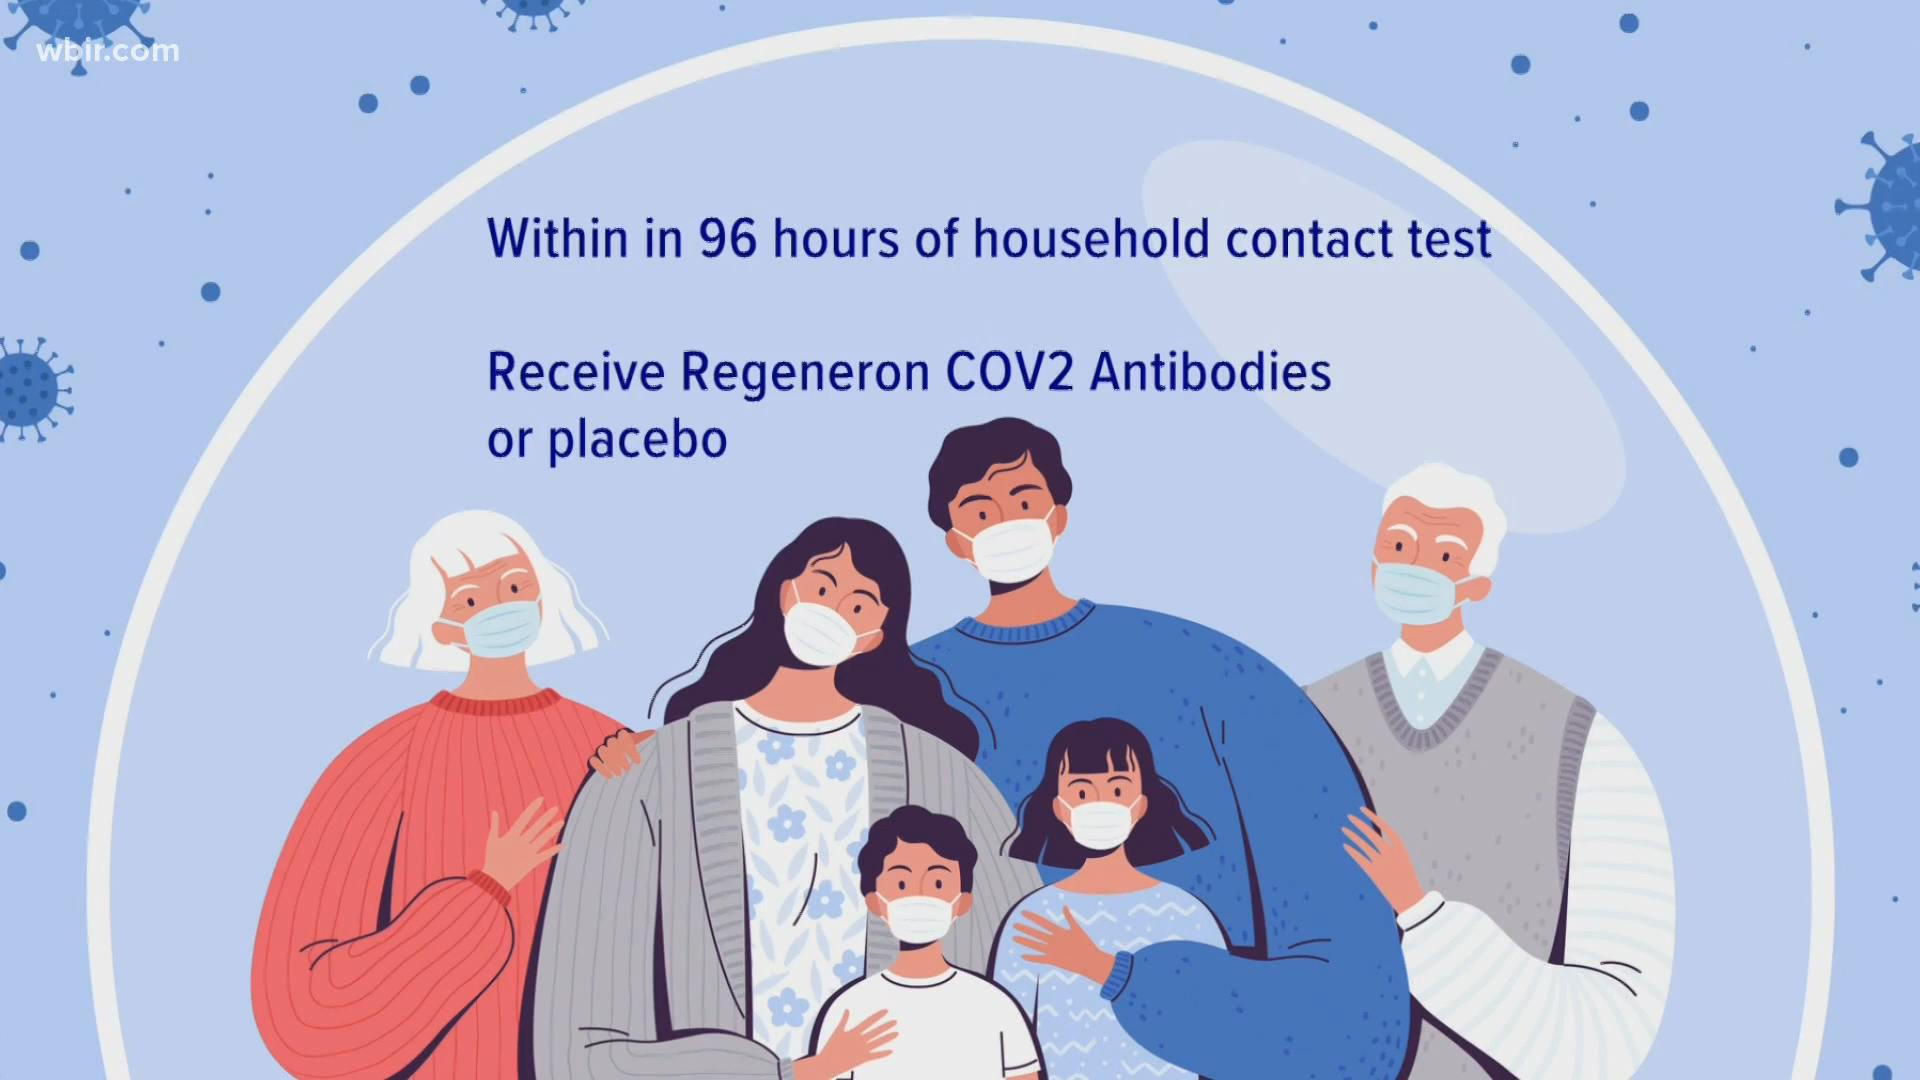 wbir.com
Within in 96 hours of household contact test
Receive Regeneron COV2 Antibodies
or placebo